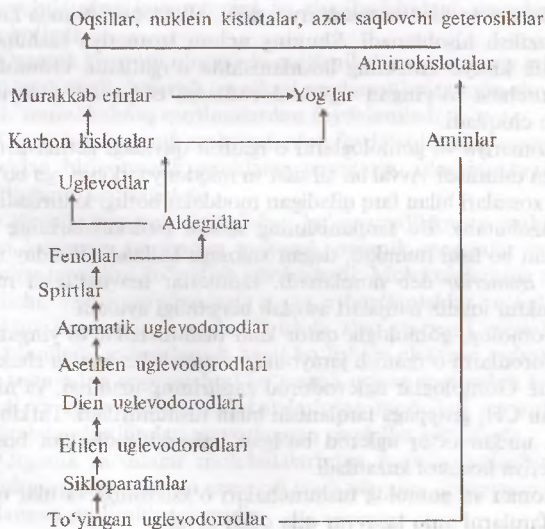 Oqsillar, nuklein kislotalar, azot saqlovchi geterosikllar
Aminokislotalar
Murakkab efirlar
Yog'lar
Karbon kislotalar
Aminlar
Uglevodlar
Aldegidlar
Fenollar
Spirtlar
Aromatik uglevodorodlar
Asetilen uglevodorodlari
Dien uglevodorodlari
Etilen uglevodorodlari
Sikloparafinlar
To'yingan uglevodorodlar